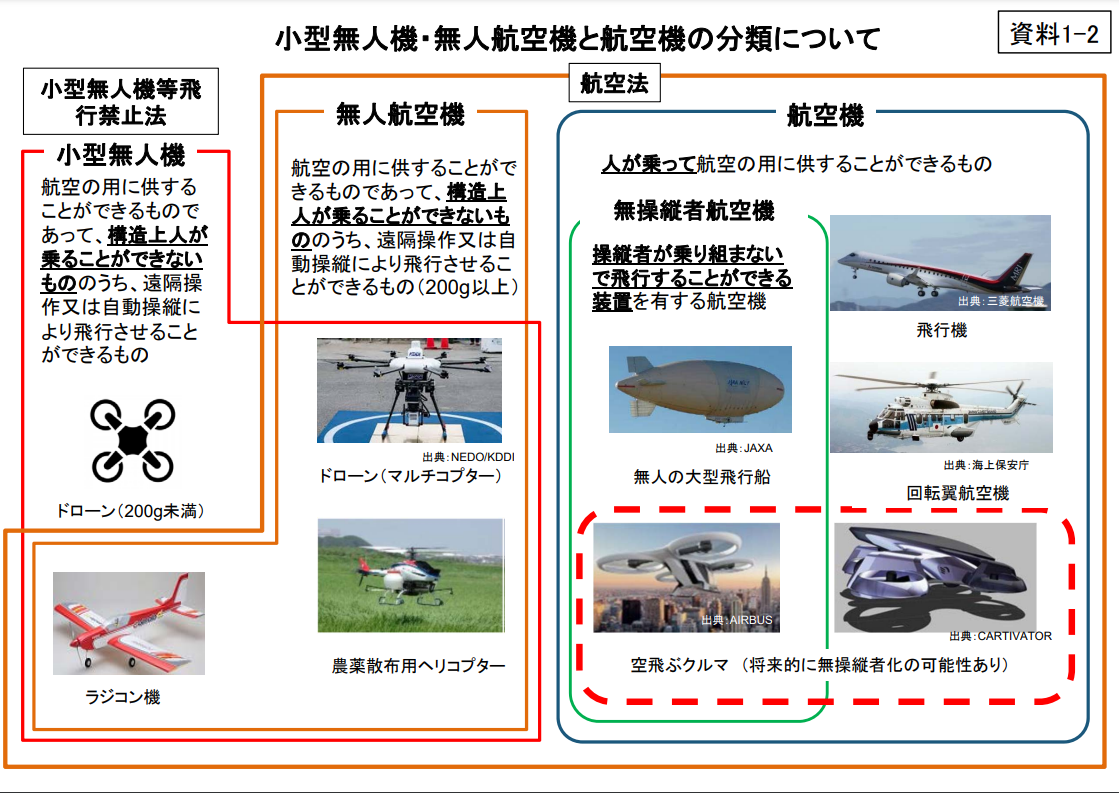 小型無人機・無人航空機と航空機の分類について
資料1-2
小型無人機等飛
行禁止法
小型無人機
航空の用に供する
ことができるもので
あって、構造上人が
乗ることができない
もののうち、遠隔操
作又は自動操縦に
より飛行させること
ができるもの
ドローン(200g未満)
ラジコン機
航空法
無人航空機
航空の用に供することがで
きるものであって、構造上
人が乗ることができないも
ののうち、遠隔操作又は自
動操縦により飛行させるこ
とができるもの(200g以上)
出典:NEDO/KDDI
ドローン(マルチコプター)
農薬散布用ヘリコプター
航空機
人が乗って航空の用に供することができるもの
無操縦者航空機
操縦者が乗り組まない
で飛行することができる
装置を有する航空機
出典:JAXA
無人の大型飛行船
出典:三菱航空機
飛行機
出典:海上保安庁
回転翼航空機
出典:AIRBUS
出典:CARTIVATOR
空飛ぶクルマ (将来的に無操縦者化の可能性あり)